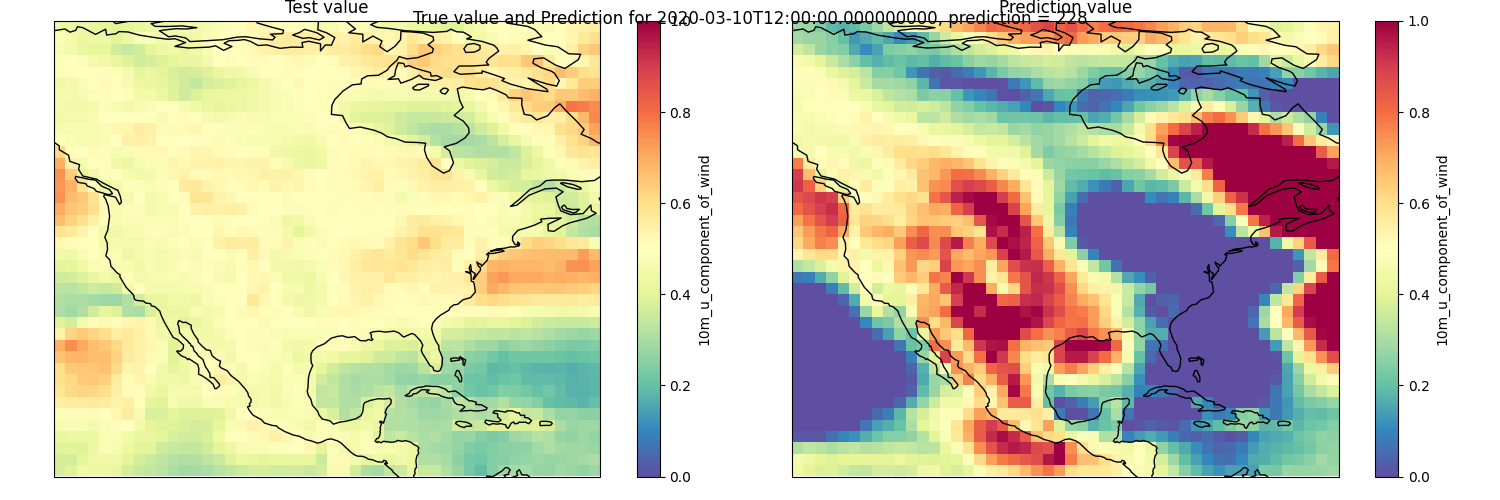 True value and Prediction for 2020-03-10T12:00:00.000000000, prediction = 228
Test value
Prediction value
1.0
0.8
0.6
0.4
0.2
0.0
10m_u_component_of_wind
1.0
0.8
0.6
0.4
0.2
0.0
10m_u_component_of_wind